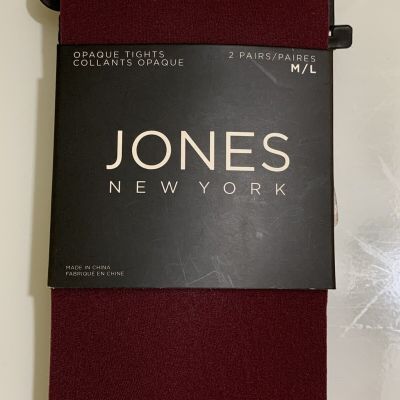 OPAQUE TIGHTS
COLLANTS OPAQUE
2 PAIRS/PAIRES
M/L
JONES
NEW YORK
MADE IN CHINA
FABRIQUÉ EN CHINE